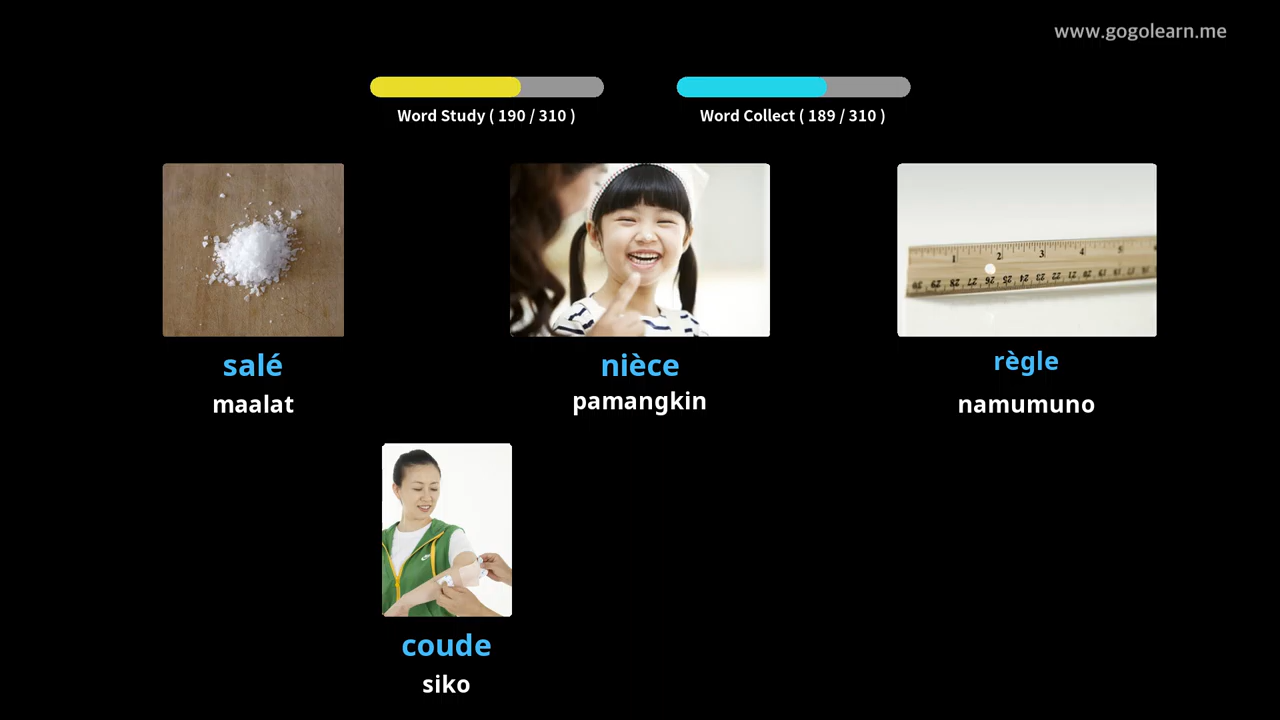 www.gogolearn.me
Word Study ( 190 / 310 )
Word Collect ( 189 / 310 )
salé
maalat
nièce
pamangkin
règle
namumuno
coude
siko